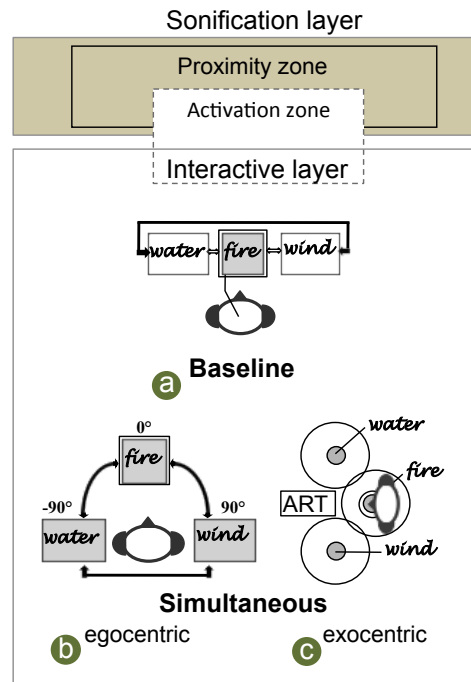 Sonification layer
Proximity zone
Activation zone
Interactive layer
water fire wind
a Baseline
0°
fire
-90° 90°
water wind
water
fire
ART
wind
Simultaneous
b egocentric c exocentric